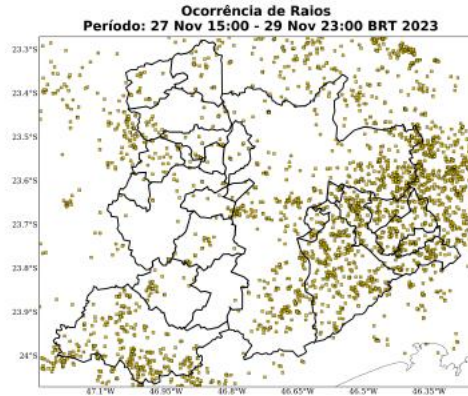 Ocorrência de Raios
Período: 27 Nov 15:00 - 29 Nov 23:00 BRT 2023
23.3°S
23.4°S
23.5°S
23.6°S
23.7°S
23.8°S
23.9°S
24°S
47.1°W
46.95°W
46.8°W
46.65°W
46.5°W
46.35°W